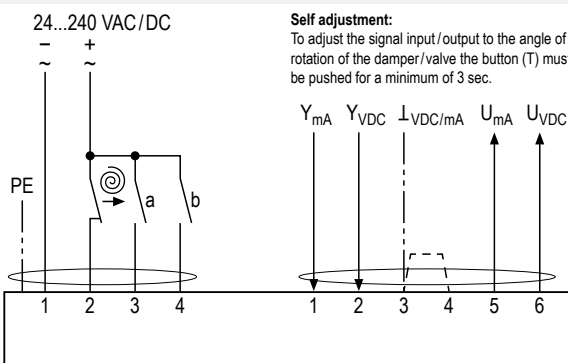 24...240 VAC/DC
− +
~ ~
Self adjustment:
To adjust the signal input/output to the angle of
rotation of the damper/valve the button (T) must
be pushed for a minimum of 3 sec.
YmA YVDC ⊥VDC/mA UmA UVDC
PE
a b
1 2 3 4
1 2 3 4 5 6